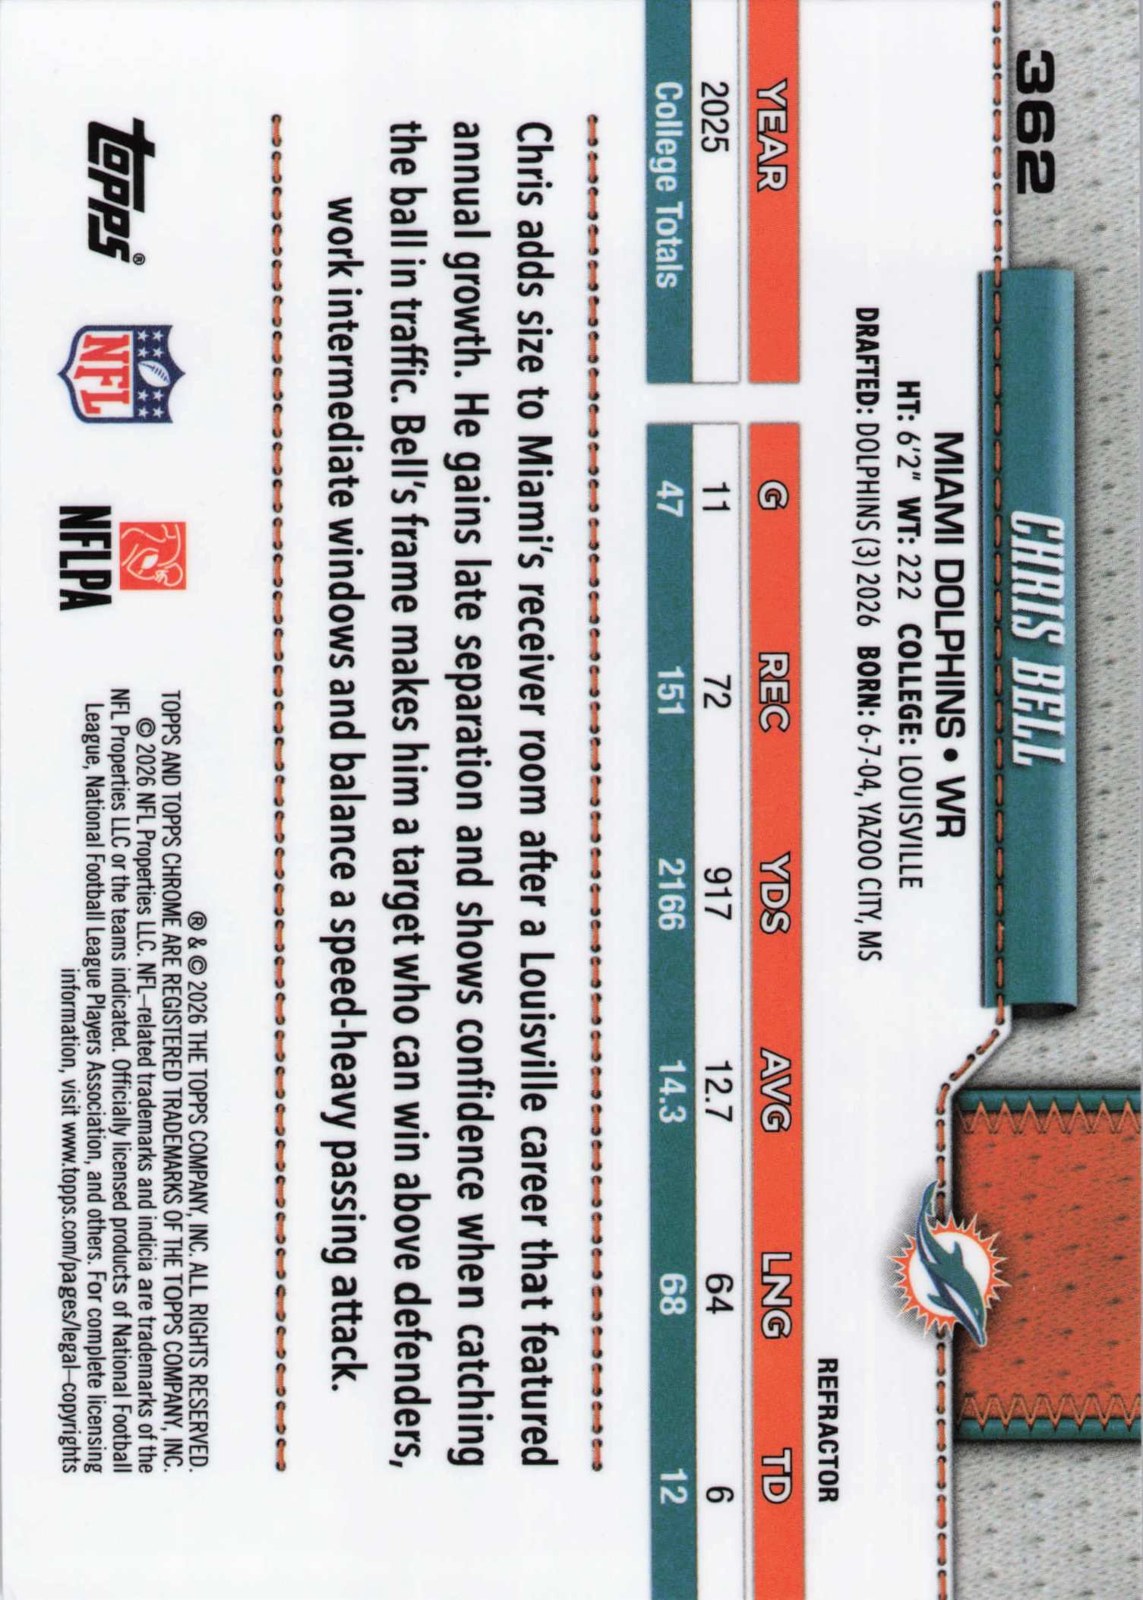 362
CHRIS BELL
MIAMI DOLPHINS • WR
HT: 6'2" WT: 222 COLLEGE: LOUISVILLE
DRAFTED: DOLPHINS (3) 2026 BORN: 6-7-04, YAZOO CITY, MS
REFRACTOR
YEAR G REC YDS AVG LNG TD
2025 11 72 917 12.7 64 6
College Totals 47 151 2166 14.3 68 12
Chris adds size to Miami's receiver room after a Louisville career that featured
annual growth. He gains late separation and shows confidence when catching
the ball in traffic. Bell's frame makes him a target who can win above defenders,
work intermediate windows and balance a speed-heavy passing attack.
topps®
NFL
NFLPA
® & © 2026 THE TOPPS COMPANY, INC. ALL RIGHTS RESERVED.
TOPPS AND TOPPS CHROME ARE REGISTERED TRADEMARKS OF THE TOPPS COMPANY, INC.
© 2026 NFL Properties LLC. NFL-related trademarks and indicia are trademarks of the
NFL Properties LLC or the teams indicated. Officially licensed products of National Football
League, National Football League Players Association, and others. For complete licensing
information, visit www.topps.com/pages/legal-copyrights